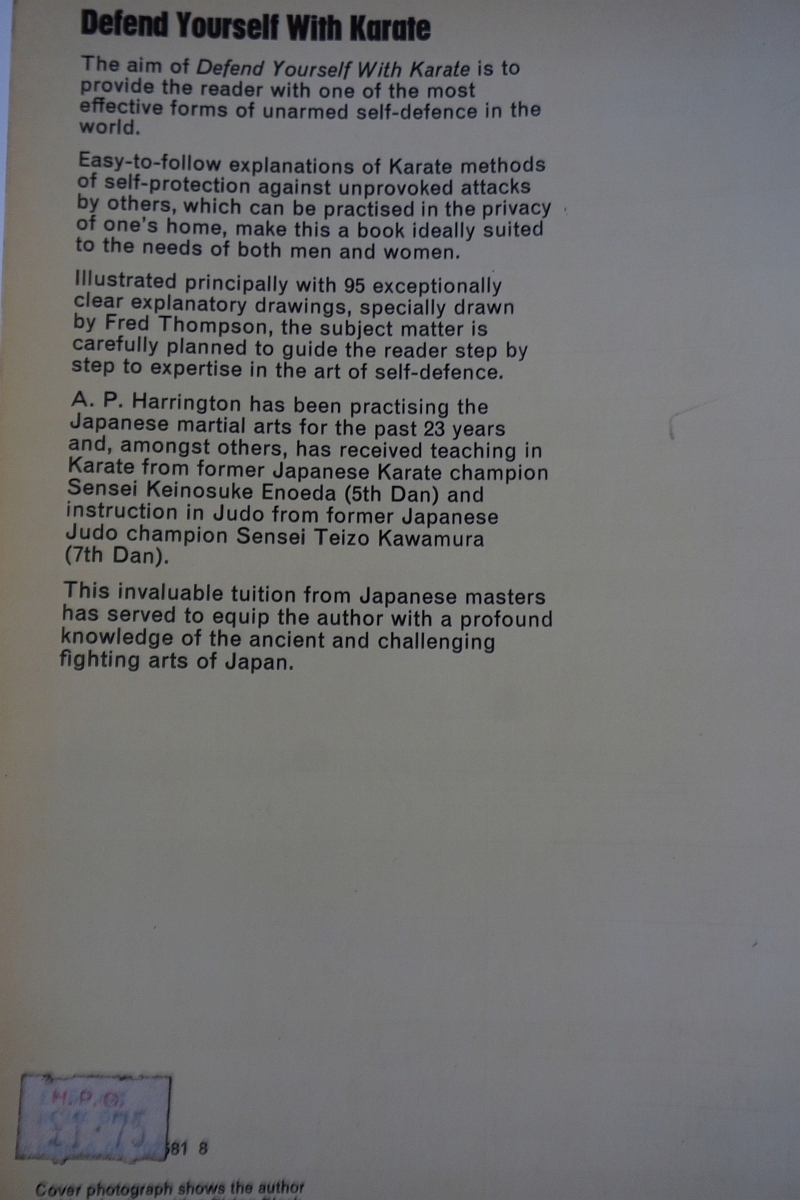 Defend Yourself With Karate
The aim of Defend Yourself With Karate is to
provide the reader with one of the most
effective forms of unarmed self-defence in the
world.
Easy-to-follow explanations of Karate methods
of self-protection against unprovoked attacks
by others, which can be practised in the privacy
of one's home, make this a book ideally suited
to the needs of both men and women.
Illustrated principally with 95 exceptionally
clear explanatory drawings, specially drawn
by Fred Thompson, the subject matter is
carefully planned to guide the reader step by
step to expertise in the art of self-defence.
A. P. Harrington has been practising the
Japanese martial arts for the past 23 years
and, amongst others, has received teaching in
Karate from former Japanese Karate champion
Sensei Keinosuke Enoeda (5th Dan) and
instruction in Judo from former Japanese
Judo champion Sensei Teizo Kawamura
(7th Dan).
This invaluable tuition from Japanese masters
has served to equip the author with a profound
knowledge of the ancient and challenging
fighting arts of Japan.
81 8
Cover photograph shows the author